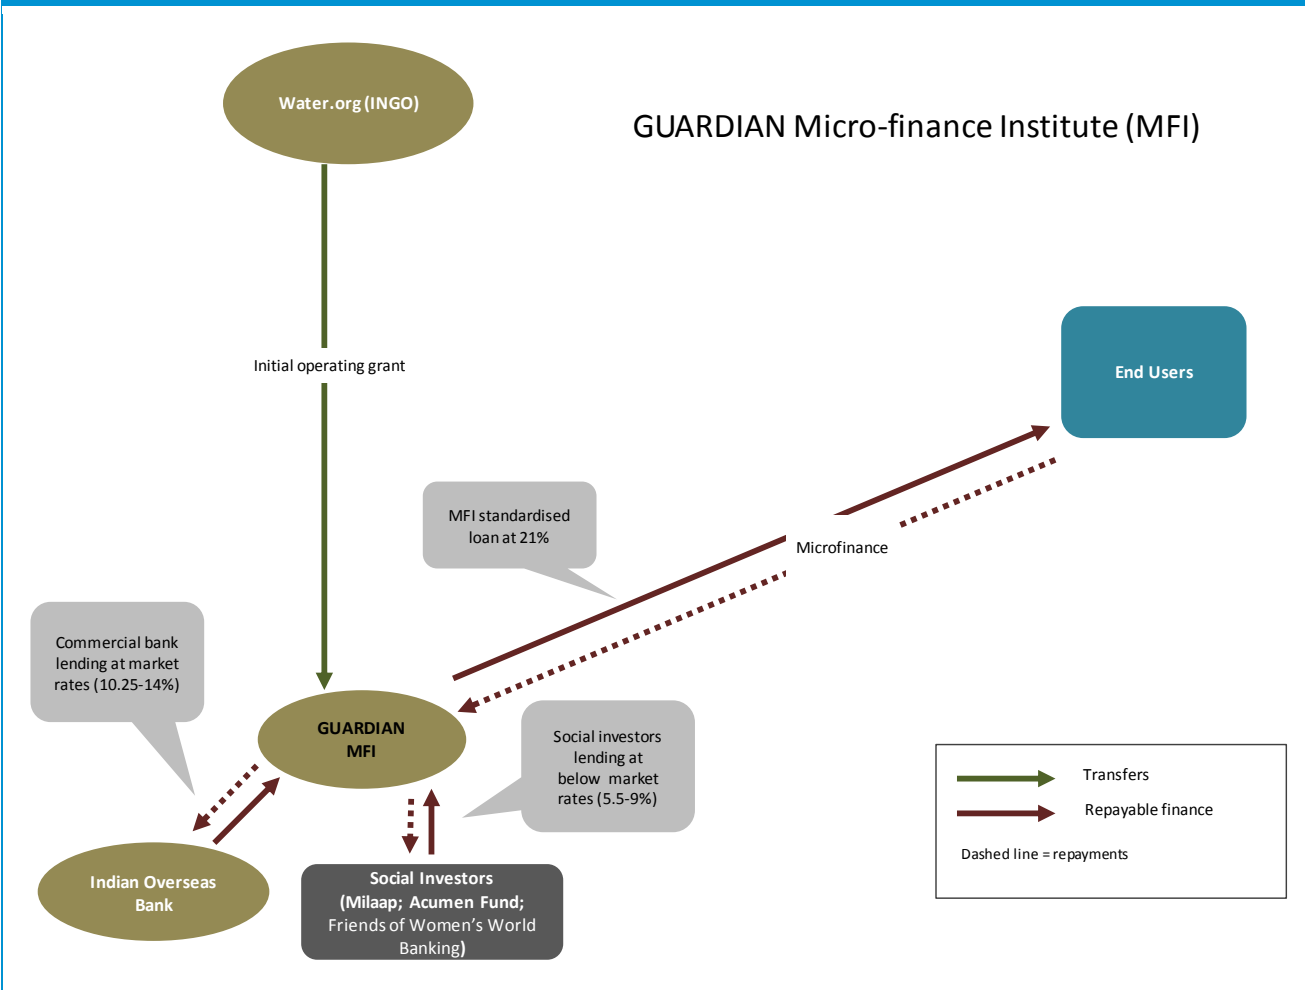 Water.org (INGO)
GUARDIAN Micro-finance Institute (MFI)
Initial operating grant
End Users
MFI standardised
loan at 21%
Microfinance
Commercial bank
lending at market
rates (10.25-14%)
GUARDIAN
MFI
Social investors
lending at
below market
rates (5.5-9%)
Indian Overseas
Bank
Social Investors
(Milaap; Acumen Fund;
Friends of Women’s World
Banking)
Transfers
Repayable finance
Dashed line = repayments